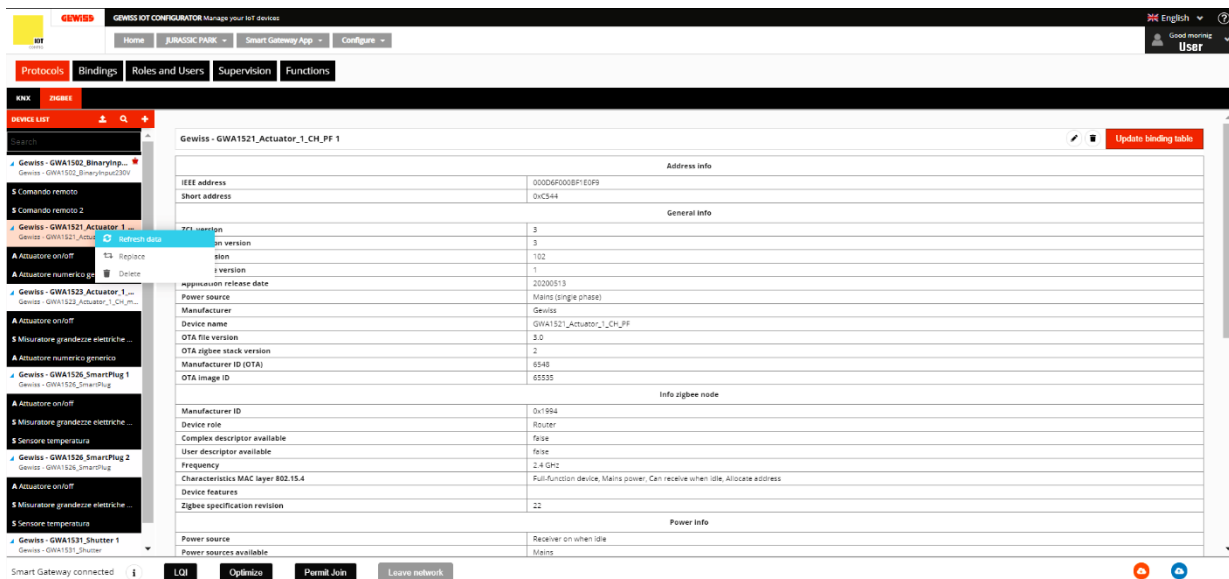 GEWISS GEWISS IOT CONFIGURATOR Manage your IoT devices English
IOT Home JURASSIC PARK Smart Gateway App Configure Good morinig
User
Protocols Bindings Roles and Users Supervision Functions
KNX ZIGBEE
DEVICE LIST
Search
Gewiss - GWA1502_BinaryInp...
Gewiss - GWA1502_BinaryInput230V
S Comando remoto
S Comando remoto 2
Gewiss - GWA1521_Actuator_1_...
Gewiss - GWA1521_Actua
A Attuatore on/off
A Attuatore numerico ge
Gewiss - GWA1523_Actuator_1_...
Gewiss - GWA1523_Actuator_1_CH_m...
A Attuatore on/off
S Misuratore grandezze elettriche ...
A Attuatore numerico generico
Gewiss - GWA1526_SmartPlug 1
Gewiss - GWA1526_SmartPlug
A Attuatore on/off
S Misuratore grandezze elettriche ...
S Sensore temperatura
Gewiss - GWA1526_SmartPlug 2
Gewiss - GWA1526_SmartPlug
A Attuatore on/off
S Misuratore grandezze elettriche ...
S Sensore temperatura
Gewiss - GWA1531_Shutter 1
Gewiss - GWA1531_Shutter
Refresh data
Replace
Delete
Gewiss - GWA1521_Actuator_1_CH_PF 1 Update binding table
Address info
IEEE address 000D6F000BF1E0F9
Short address 0xC544
General info
ZCL version 3
on version 3
sion 102
e version 1
Application release date 20200513
Power source Mains (single phase)
Manufacturer Gewiss
Device name GWA1521_Actuator_1_CH_PF
OTA file version 3.0
OTA zigbee stack version 2
Manufacturer ID (OTA) 6548
OTA image ID 65535
Info zigbee node
Manufacturer ID 0x1994
Device role Router
Complex descriptor available false
User descriptor available false
Frequency 2.4 GHz
Characteristics MAC layer 802.15.4 Full-function device, Mains power, Can receive when idle, Allocate address
Device features
Zigbee specification revision 22
Power info
Power source Receiver on when idle
Power sources available Mains
Smart Gateway connected i LQI Optimize Permit Join Leave network